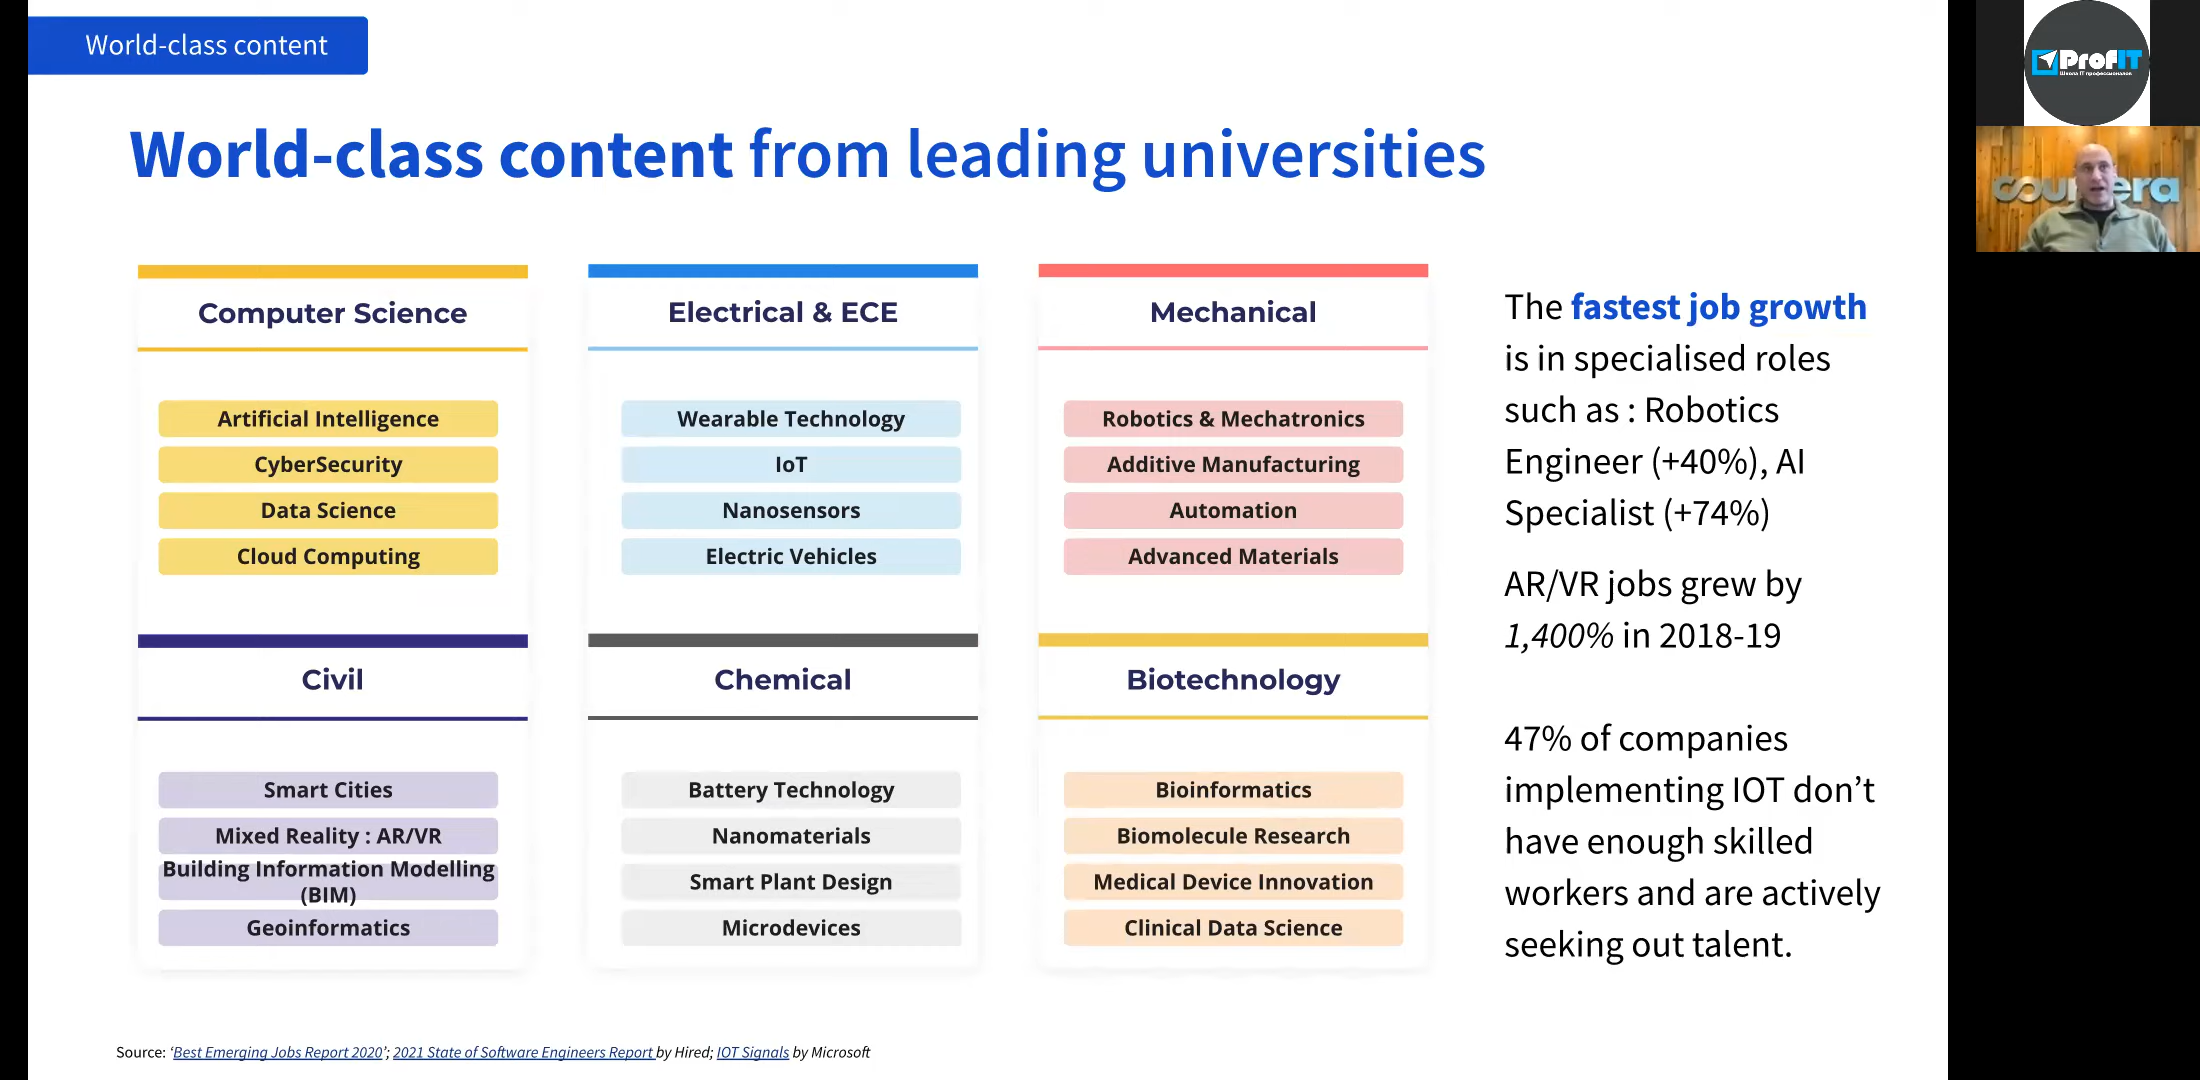 World-class content
World-class content from leading universities
Computer Science
Artificial Intelligence
CyberSecurity
Data Science
Cloud Computing
Electrical & ECE
Wearable Technology
IoT
Nanosensors
Electric Vehicles
Mechanical
Robotics & Mechatronics
Additive Manufacturing
Automation
Advanced Materials
Civil
Smart Cities
Mixed Reality : AR/VR
Building Information Modelling
(BIM)
Geoinformatics
Chemical
Battery Technology
Nanomaterials
Smart Plant Design
Microdevices
Biotechnology
Bioinformatics
Biomolecule Research
Medical Device Innovation
Clinical Data Science
The fastest job growth
is in specialised roles
such as : Robotics
Engineer (+40%), AI
Specialist (+74%)
AR/VR jobs grew by
1,400% in 2018-19
47% of companies
implementing IOT don’t
have enough skilled
workers and are actively
seeking out talent.
Source: ‘Best Emerging Jobs Report 2020’; 2021 State of Software Engineers Report by Hired; IOT Signals by Microsoft
ProfIT
Школа IT профессионалов